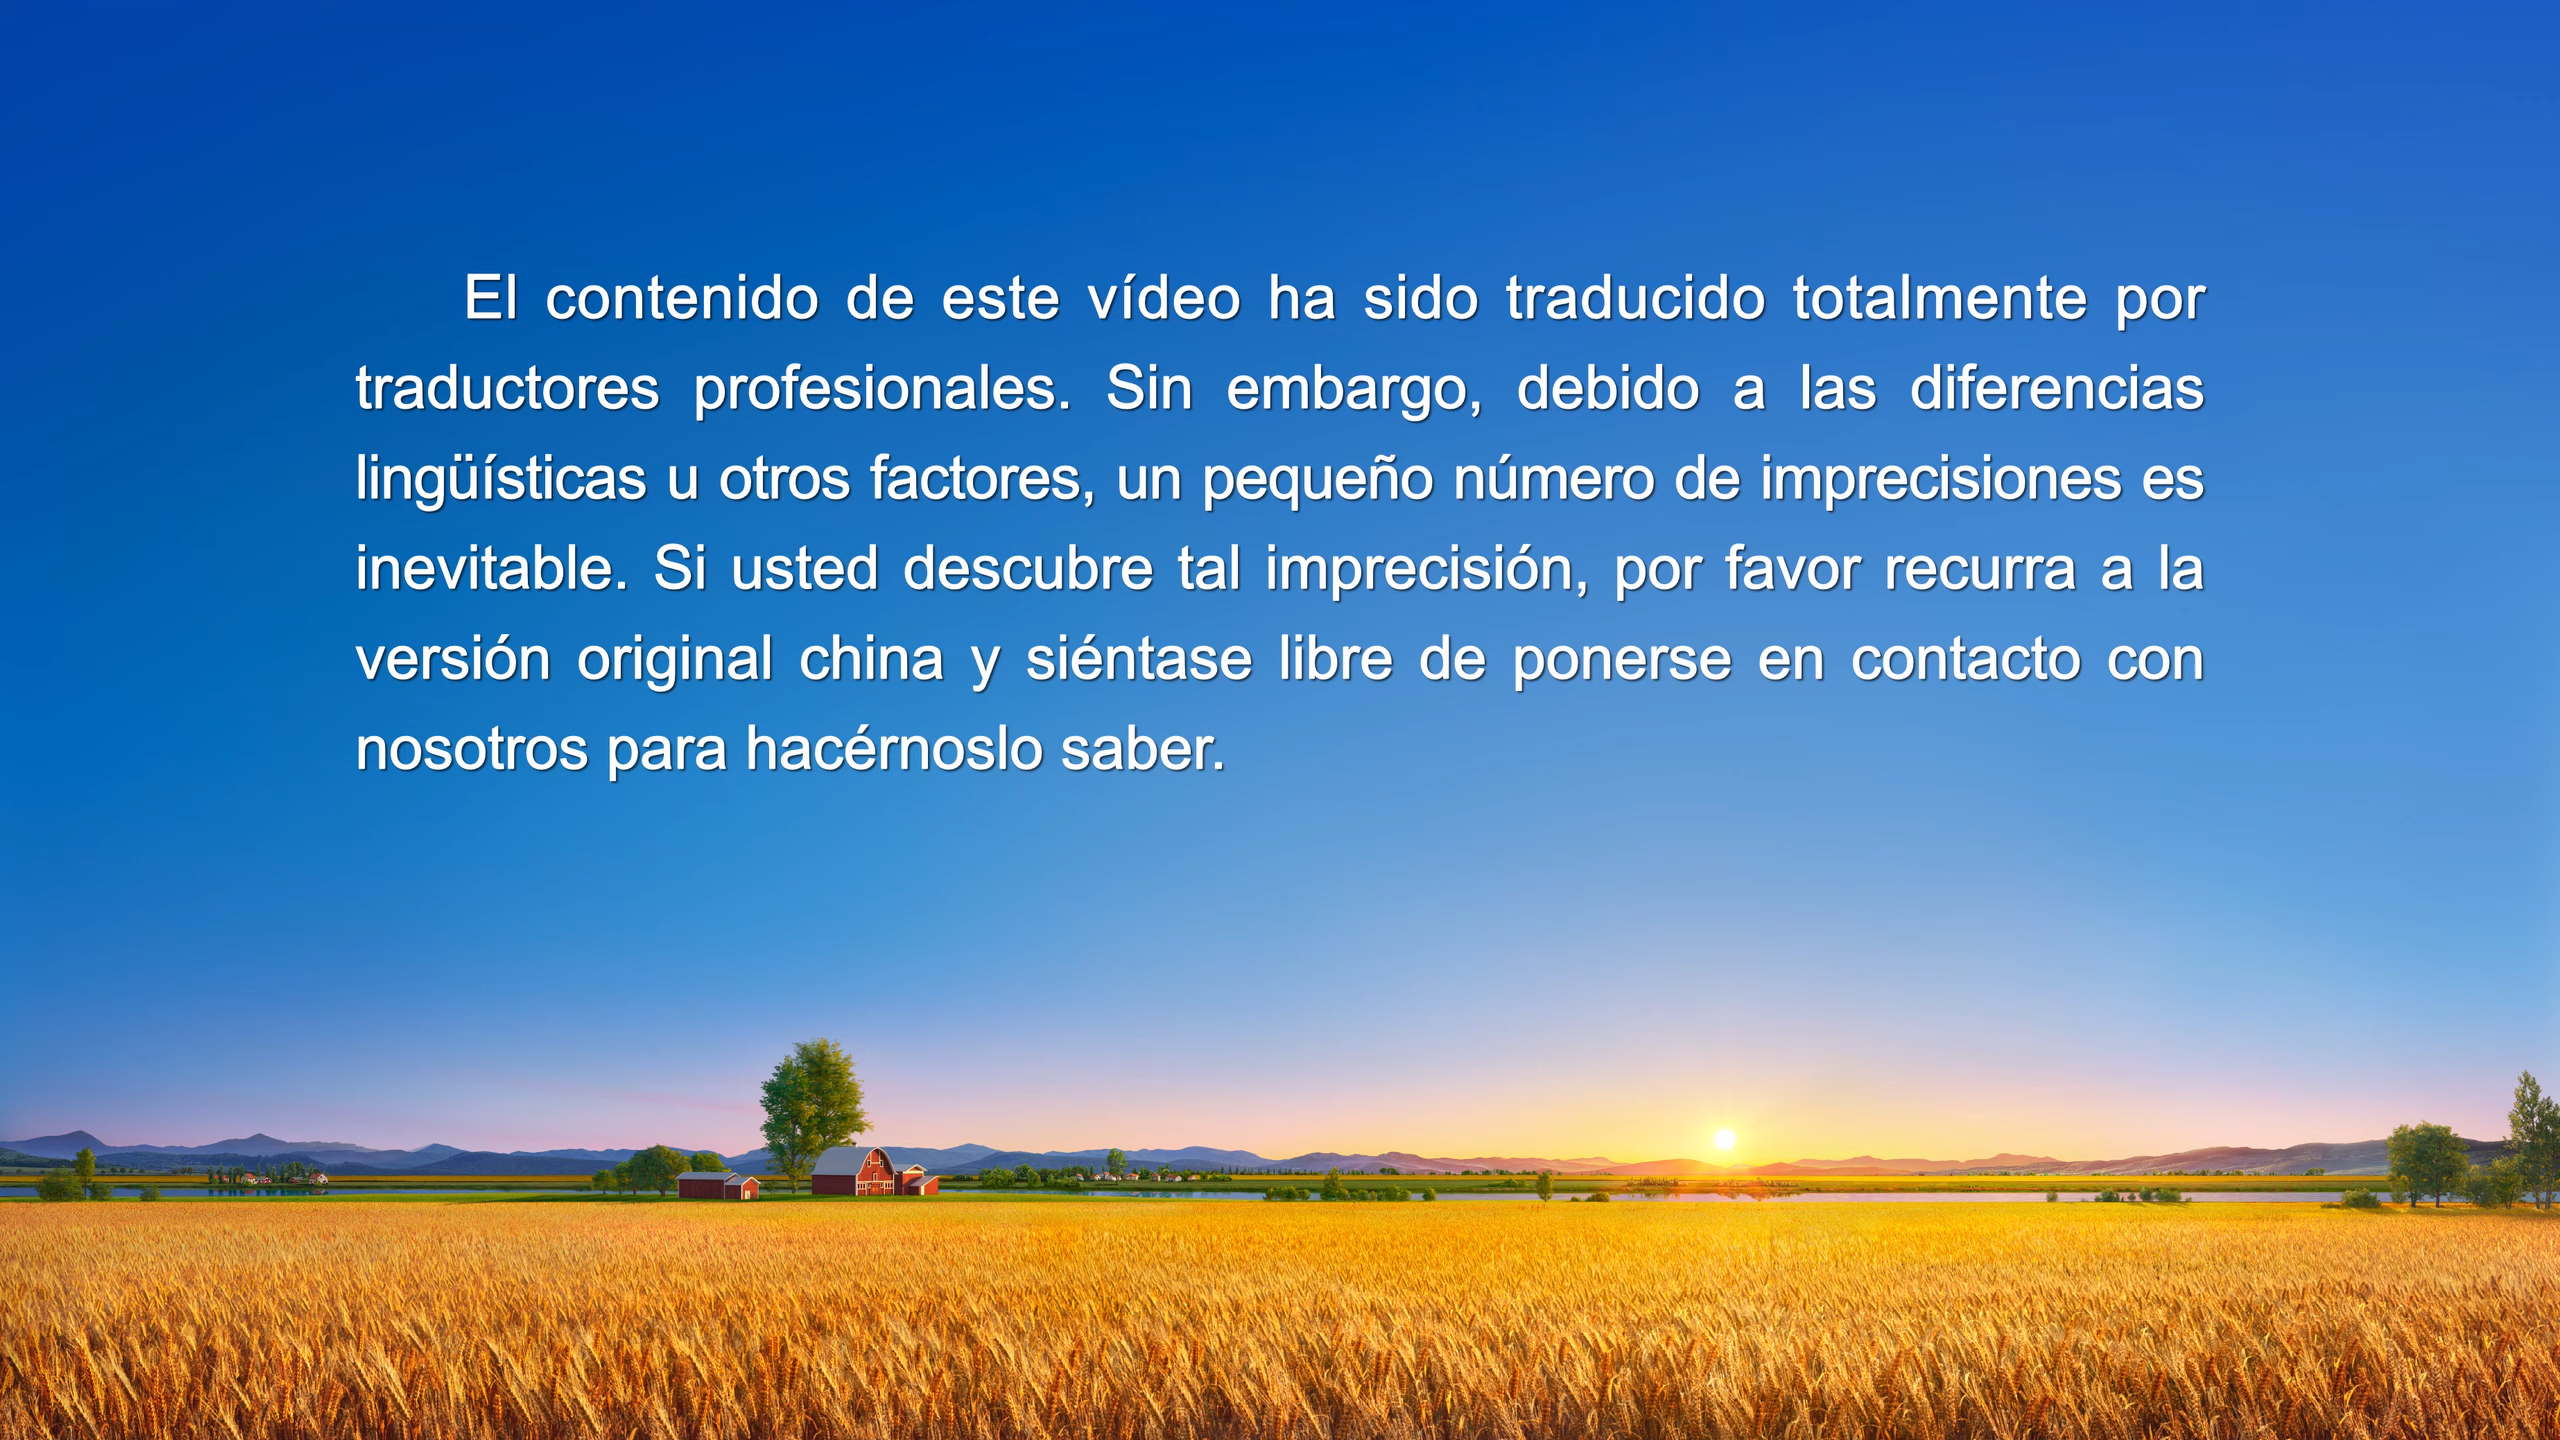 El contenido de este vídeo ha sido traducido totalmente por
traductores profesionales. Sin embargo, debido a las diferencias
lingüísticas u otros factores, un pequeño número de imprecisiones es
inevitable. Si usted descubre tal imprecisión, por favor recurra a la
versión original china y siéntase libre de ponerse en contacto con
nosotros para hacérnoslo saber.